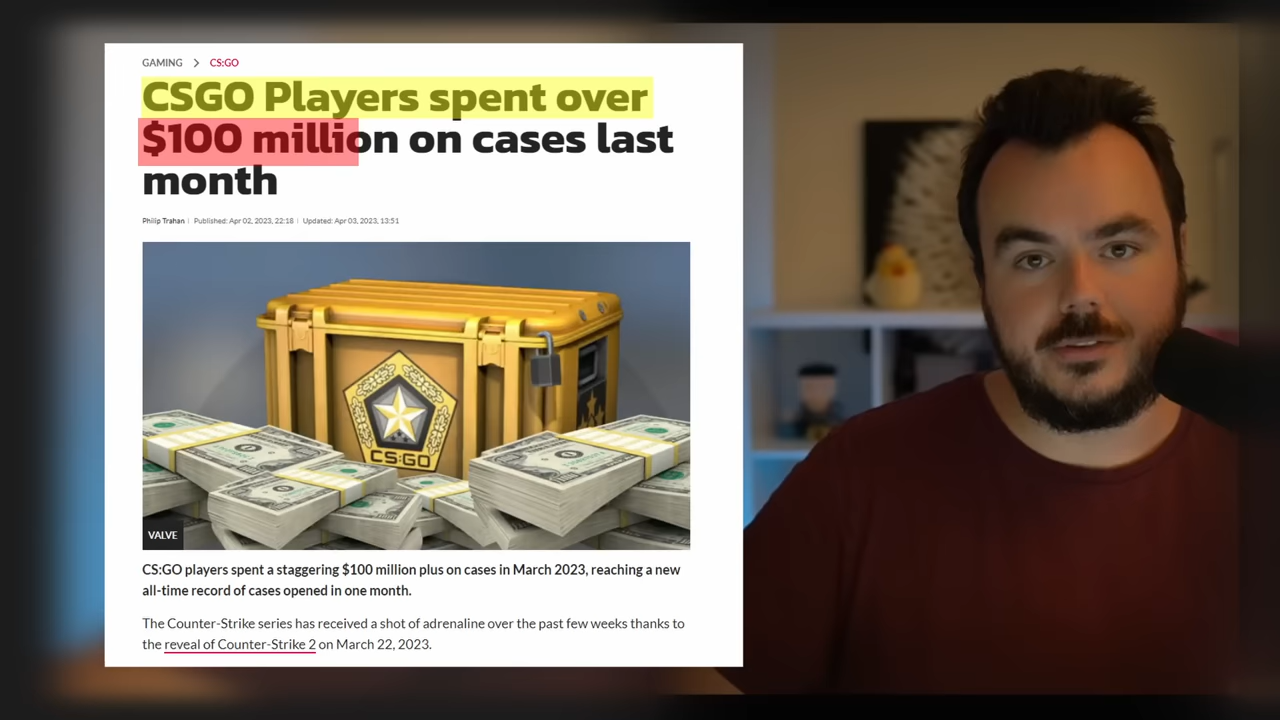 GAMING > CS:GO
CSGO Players spent over
$100 million on cases last
month
Philip Trahan | Published: Apr 02, 2023, 22:18 | Updated: Apr 03, 2023, 13:51
CS:GO
VALVE
CS:GO players spent a staggering $100 million plus on cases in March 2023, reaching a new
all-time record of cases opened in one month.
The Counter-Strike series has received a shot of adrenaline over the past few weeks thanks to
the reveal of Counter-Strike 2 on March 22, 2023.